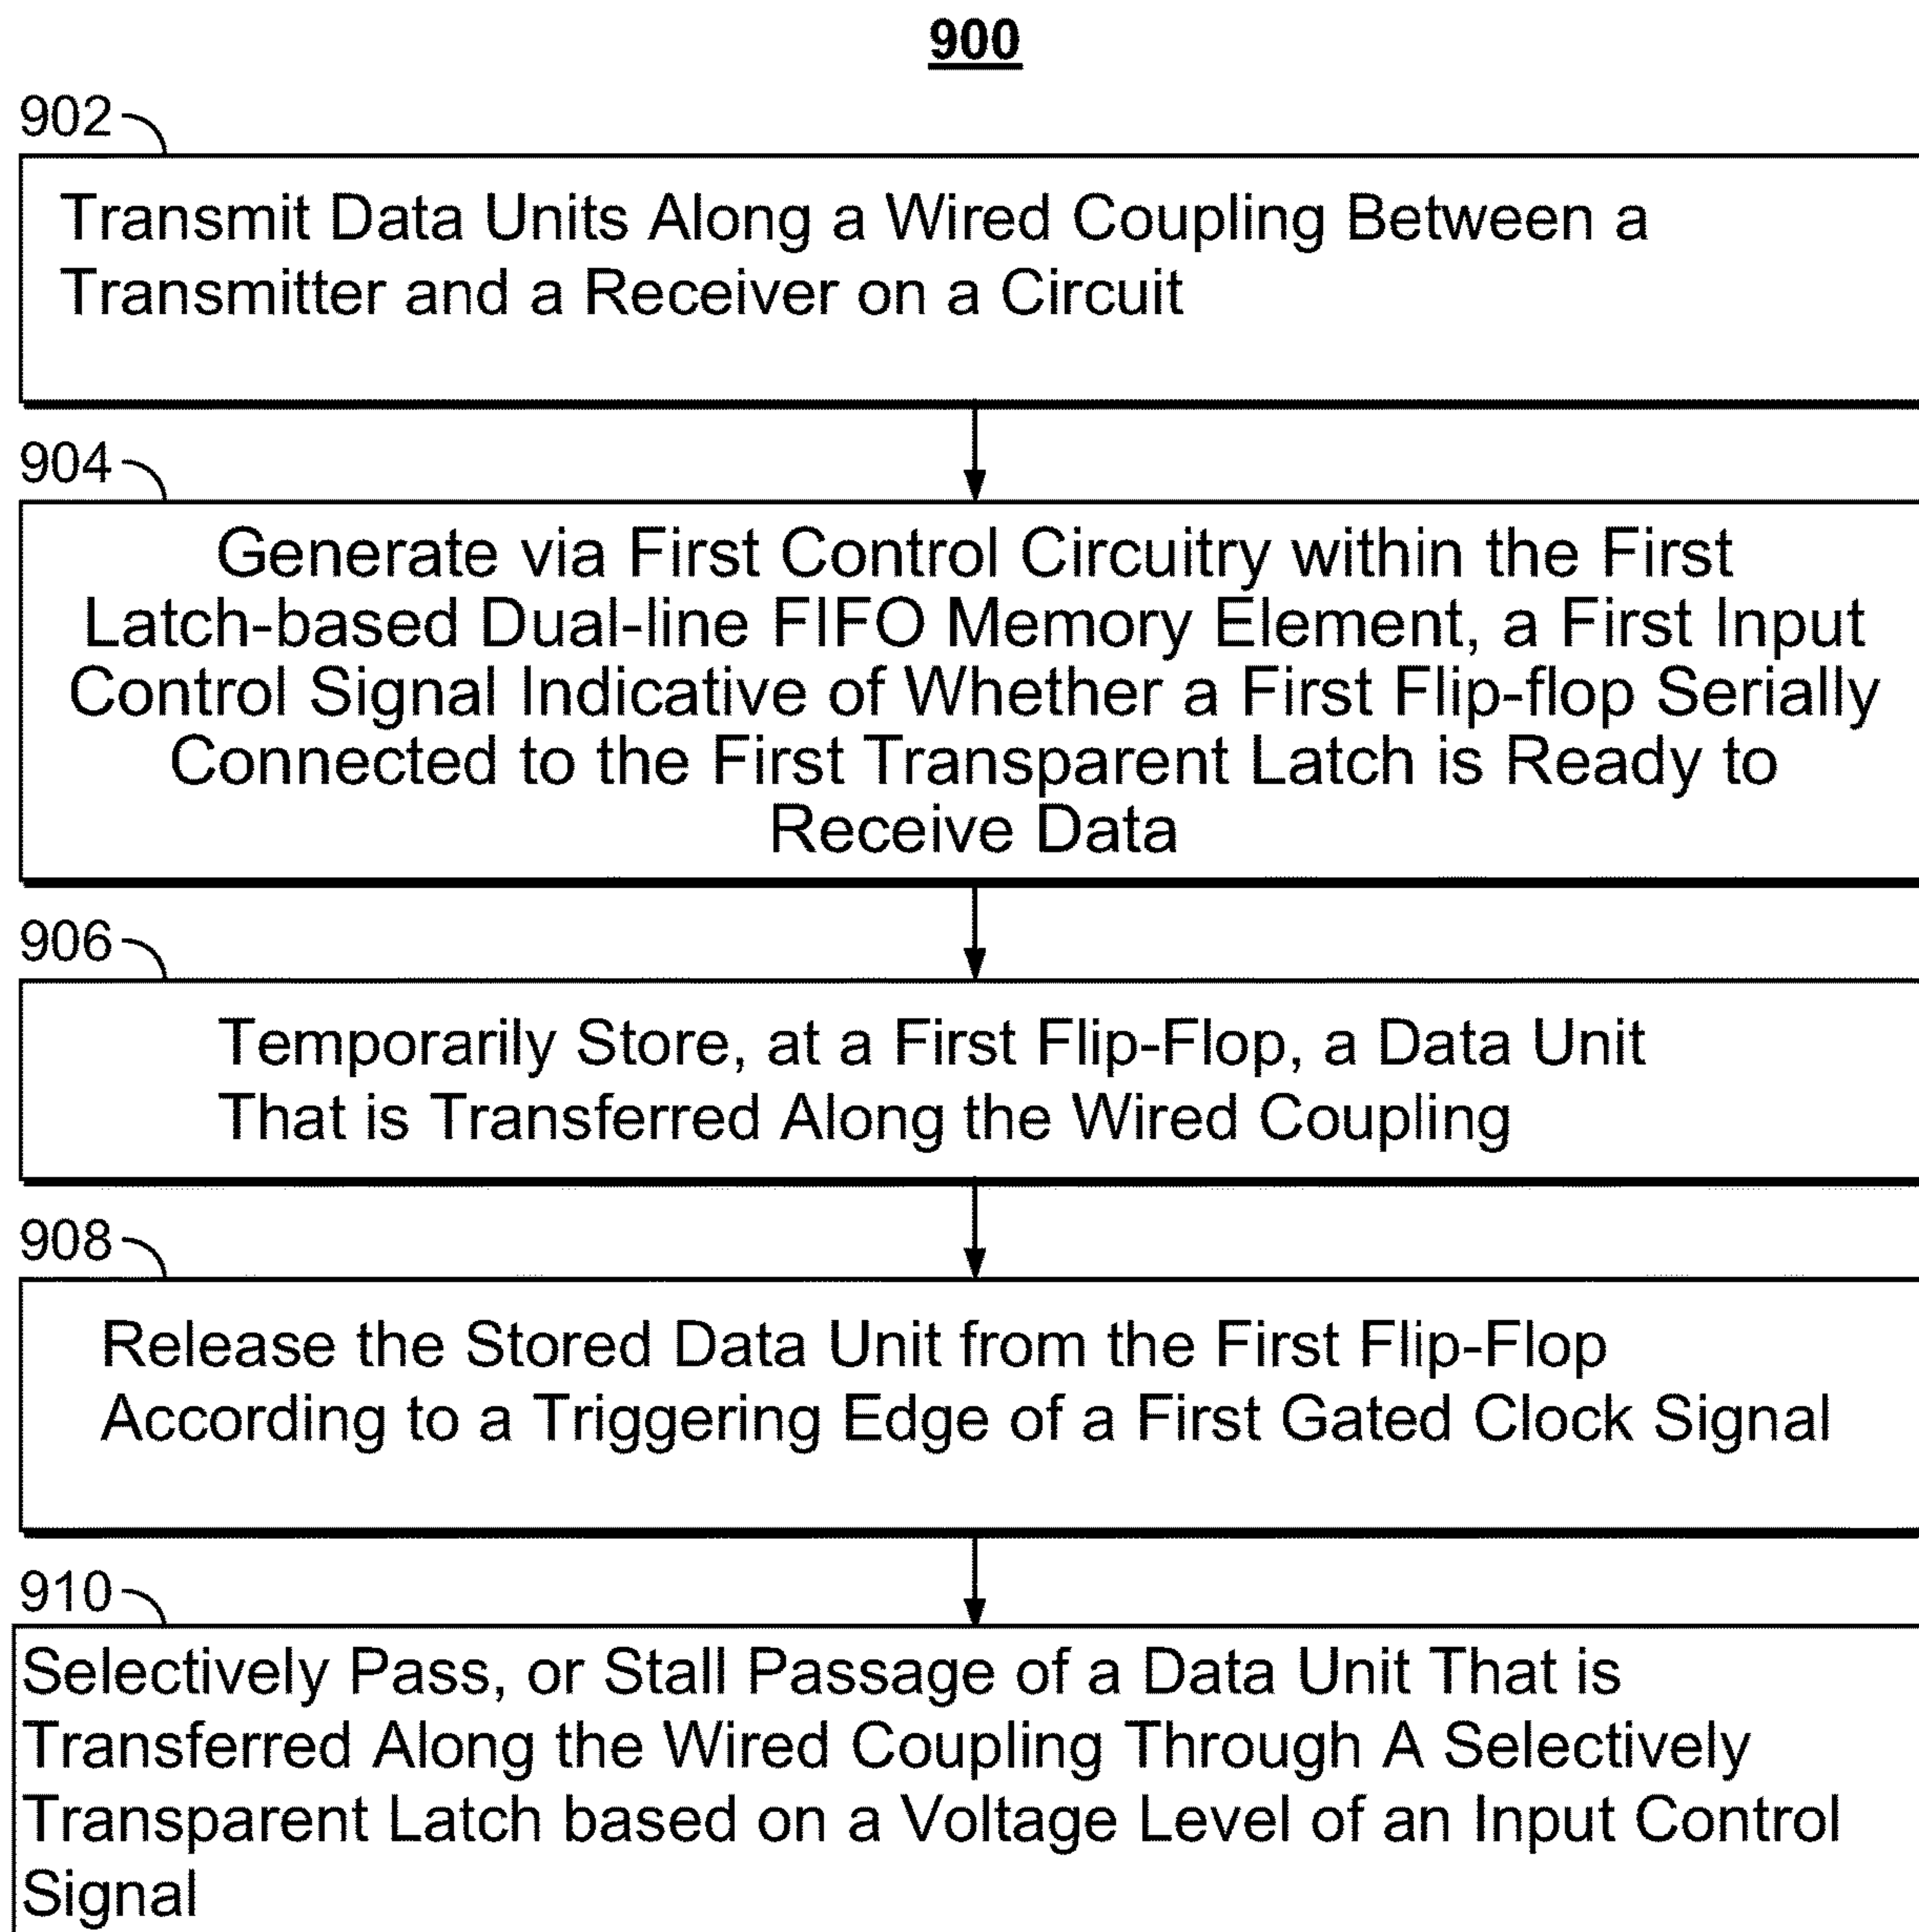 900
902
Transmit Data Units Along a Wired Coupling Between a
Transmitter and a Receiver on a Circuit
904
Generate via First Control Circuitry within the First
Latch-based Dual-line FIFO Memory Element, a First Input
Control Signal Indicative of Whether a First Flip-flop Serially
Connected to the First Transparent Latch is Ready to
Receive Data
906
Temporarily Store, at a First Flip-Flop, a Data Unit
That is Transferred Along the Wired Coupling
908
Release the Stored Data Unit from the First Flip-Flop
According to a Triggering Edge of a First Gated Clock Signal
910
Selectively Pass, or Stall Passage of a Data Unit That is
Transferred Along the Wired Coupling Through A Selectively
Transparent Latch based on a Voltage Level of an Input Control
Signal